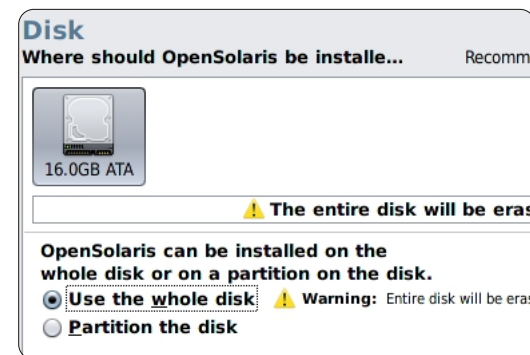 Disk
Where should OpenSolaris be installe... Recomm
16.0GB ATA
The entire disk will be eras
OpenSolaris can be installed on the
whole disk or on a partition on the disk.
Use the whole disk Warning: Entire disk will be eras
Partition the disk